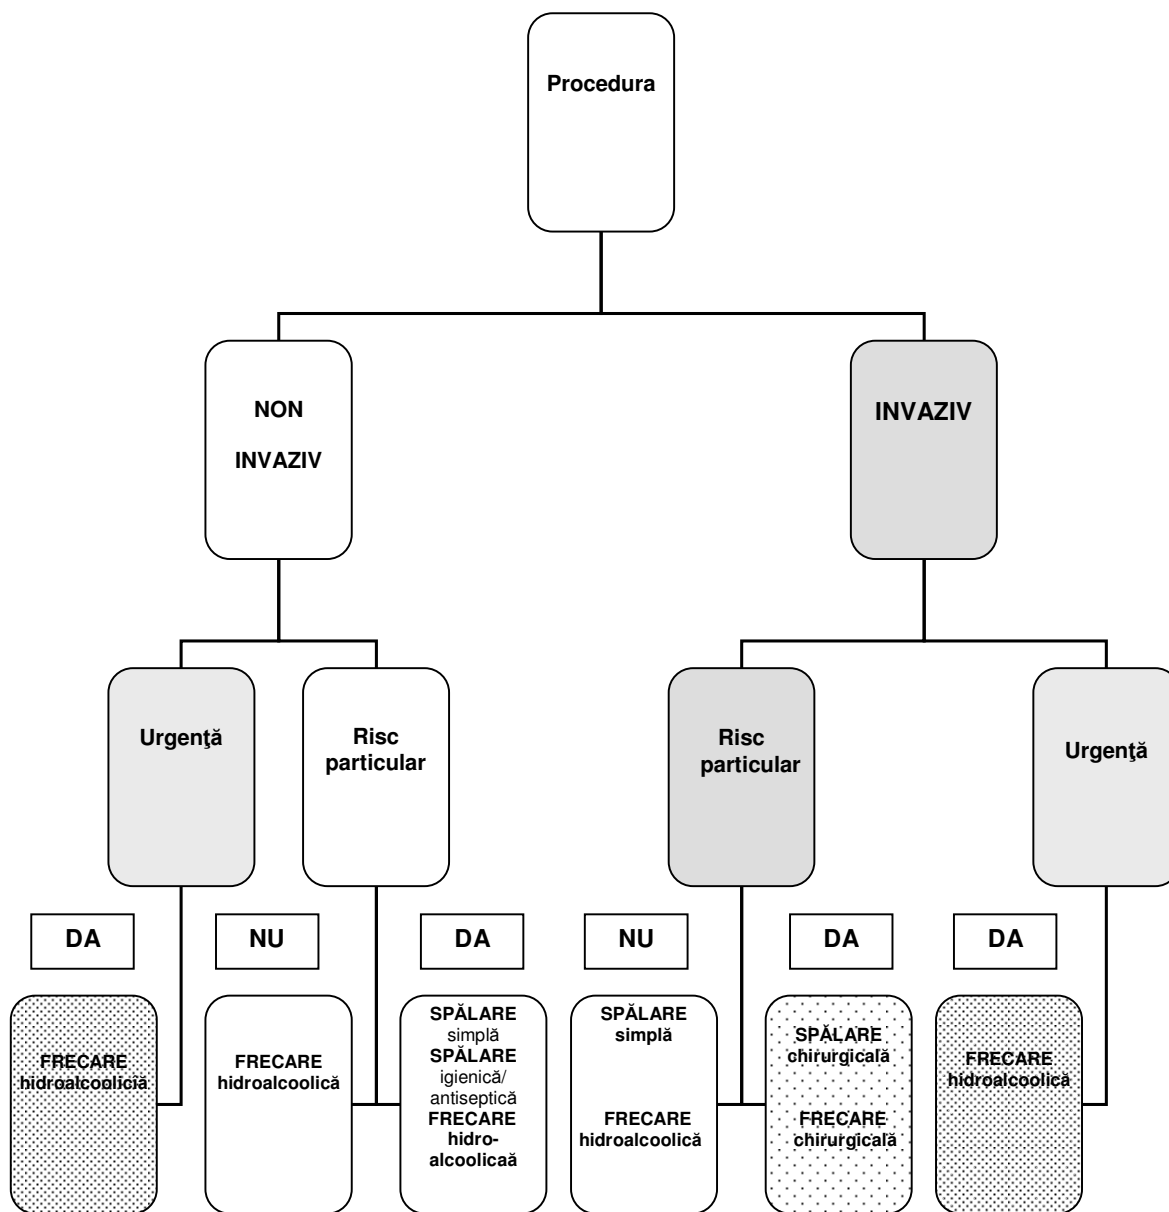 Procedura
NON
INVAZIV
INVAZIV
Urgenţă
Risc
particular
Risc
particular
Urgenţă
DA
NU
DA
NU
DA
DA
FRECARE
hidroalcooliciă
FRECARE
hidroalcoolică
SPĂLARE
simplă
SPĂLARE
igienică/
antiseptică
FRECARE
hidro-
alcoolicaă
SPĂLARE
simplă
FRECARE
hidroalcoolică
SPĂLARE
chirurgicală
FRECARE
chirurgicală
FRECARE
hidroalcoolică